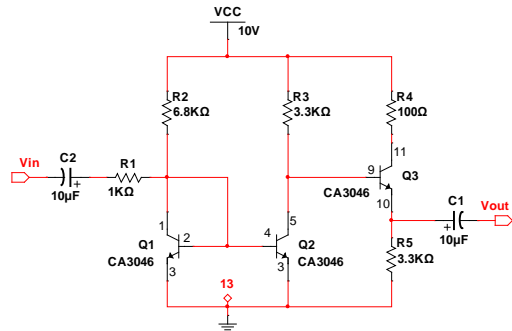 VCC
10V
R2
6.8KΩ
R3
3.3KΩ
R4
100Ω
Vin
C2
+
10µF
R1
1KΩ
11
9
Q3
CA3046
10
C1
Vout
+
10µF
1
Q1
2
CA3046
3
5
4
Q2
CA3046
3
R5
3.3KΩ
13